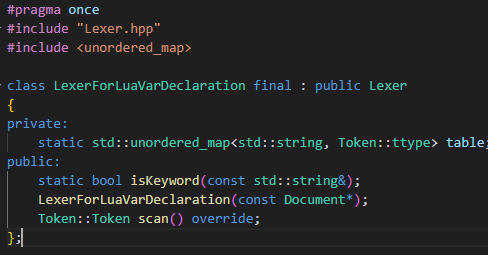 #pragma once
#include "Lexer.hpp"
#include <unordered_map>
class LexerForLuaVarDeclaration final : public Lexer
{
private:
    static std::unordered_map<std::string, Token::ttype> table;
public:
    static bool isKeyword(const std::string&);
    LexerForLuaVarDeclaration(const Document*);
    Token::Token scan() override;
};